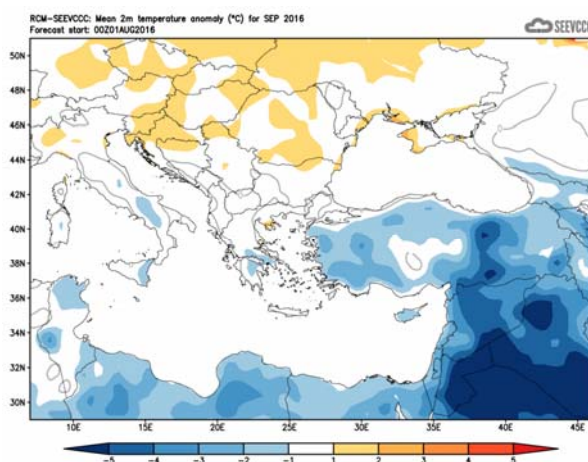 RCM-SEEVCCC: Mean 2m temperature anomaly (°C) for SEP 2016
Forecast start: 00Z01AUG2016
SEEVCCC
50N
48N
46N
44N
42N
40N
38N
36N
34N
32N
30N
10E 15E 20E 25E 30E 35E 40E 45E
-5 -4 -3 -2 -1 1 2 3 4 5